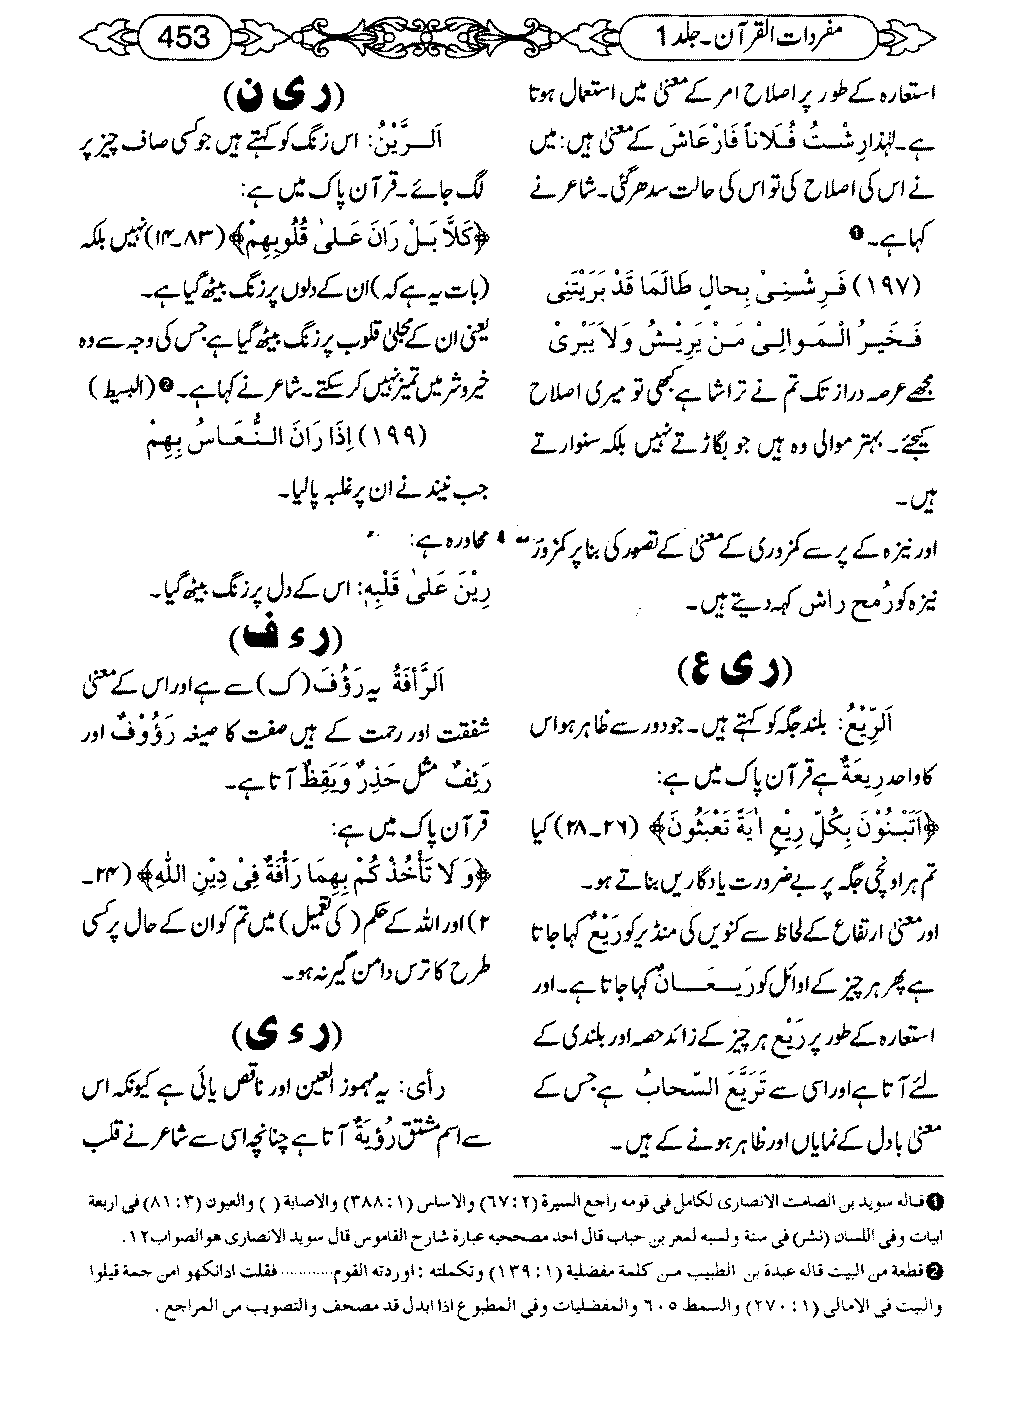 مفردات القرآن۔ جلد 1
453
استعارہ کے طور پر اصلاح امر کے معنیٰ میں استعمال ہوتا
ہے۔ لہٰذا رِشْتُ فُلَاناً فَارْعَاشَ کے معنیٰ ہیں: میں
نے اس کی اصلاح کی تو اس کی حالت سدھر گئی۔ شاعر نے
کہا ہے۔ ❶
(۱۹۷) فَرِشْنِیْ بِحالٍ طَالَمَا قَدْ بَرَیْتَنِی
فَخَیْرُ الْمَوالِیْ مَنْ یَرِیْشُ وَلَا یَبْرِیْ
مجھے عرصہ دراز تک تم نے تراشا ہے کبھی تو میری اصلاح
کیجئے۔ بہتر موالی وہ ہیں جو بگاڑتے نہیں بلکہ سنوارتے
ہیں۔
اور نیزہ کے پر سے کمزوری کے معنیٰ کے تصور کی بنا پر کمزور
نیزہ کو رُمح راش کہہ دیتے ہیں۔
(ر ی ع)
اَلرِّیْعُ: بلند جگہ کو کہتے ہیں۔ جو دور سے ظاہر ہو اس
کا واحد رِیعَةٌ ہے قرآن پاک میں ہے:
﴿اَتَبْنُوْنَ بِکُلِّ رِیْعٍ اٰیَةً تَعْبَثُوْنَ﴾ (۲۶۔۲۸) کیا
تم ہر اونچی جگہ پر بے ضرورت یادگاریں بناتے ہو۔
اور معنیٰ ارتفاع کے لحاظ سے کنویں کی منڈیر کو رَیْعٌ کہا جاتا
ہے پھر ہر چیز کے اوائل کو رَیَعَانٌ کہا جاتا ہے۔ اور
استعارہ کے طور پر رَیْع ہر چیز کے زائد حصہ اور بلندی کے
لئے آتا ہے اور اسی سے تَرَیَّعَ السّحابُ ہے جس کے
معنیٰ بادل کے نمایاں اور ظاہر ہونے کے ہیں۔
(ر ی ن)
اَلرَّیْنُ: اس زنگ کو کہتے ہیں جو کسی صاف چیز پر
لگ جائے۔ قرآن پاک میں ہے:
﴿کَلَّا بَلْ رَانَ عَلیٰ قُلُوبِهِمْ﴾ (۸۳۔۱۴) نہیں بلکہ
(بات یہ ہے کہ) ان کے دلوں پر زنگ بیٹھ گیا ہے۔
یعنی ان کے مجلیٰ قلوب پر زنگ بیٹھ گیا ہے جس کی وجہ سے وہ
خیر و شر میں تمیز نہیں کر سکتے۔ شاعر نے کہا ہے۔ ❷ (البسیط)
(۱۹۹) اِذَا رَانَ النُّعَاسُ بِهِمْ
جب نیند نے ان پر غلبہ پا لیا۔
محاورہ ہے:
رِیْنَ عَلیٰ قَلْبِهٖ: اس کے دل پر زنگ بیٹھ گیا۔
(ر ء ف)
اَلرَّأفَةُ یہ رَؤُفَ (ک) سے ہے اور اس کے معنیٰ
شفقت اور رحمت کے ہیں صفت کا صیغہ رَؤُوْفٌ اور
رَئِفٌ مثل حَذِرٌ وَیَقِظٌ آتا ہے۔
قرآن پاک میں ہے:
﴿وَلَا تَأْخُذْکُمْ بِهِمَا رَأْفَةٌ فِیْ دِیْنِ اللّٰهِ﴾ (۲۴۔
۲) اور اللہ کے حکم (کی تعمیل) میں تم کو ان کے حال پر کسی
طرح کا ترس دامن گیر نہ ہو۔
(ر ء ی)
رأی: یہ مہموز العین اور ناقص یائی ہے کیونکہ اس
سے اسم مشتق رُؤیَةٌ آتا ہے چنانچہ اسی سے شاعر نے قلب
❶ قاله سوید بن الصامت الانصاری لکامل فی قومه راجع السیرة (۲ : ۶۷) والاساس (۱ : ۳۸۸) والاصابة ( ) والعیون (۳ : ۸۱) فی اربعة
ابیات وفی اللسان (نشر) فی سنة ولسبه لمعر بن حباب قال احد مصححیه عبارة شارح القاموس قال سوید الانصاری هو الصواب ۱۲.
❷ قطعة من البیت قاله عبدة بن الطبیب من کلمة مفضلیة (۱ : ۱۳۹) وتکملته : اوردته القوم............فقلت اذانکهو امن جمة قیلوا
والبیت فی الامالی (۱ : ۲۷۰) والسمط ۶۰۵ والمفضلیات وفی المطبوع اذا ابدل قد مصحف والتصویب من المراجع .